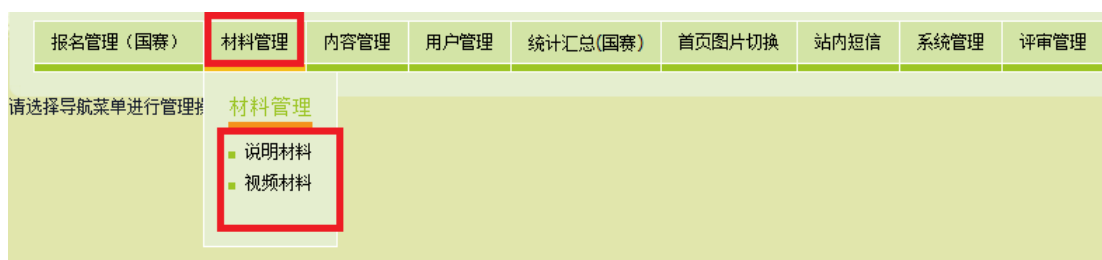 报名管理（国赛） 材料管理 内容管理 用户管理 统计汇总(国赛) 首页图片切换 站内短信 系统管理 评审管理
请选择导航菜单进行管理
材料管理
说明材料
视频材料